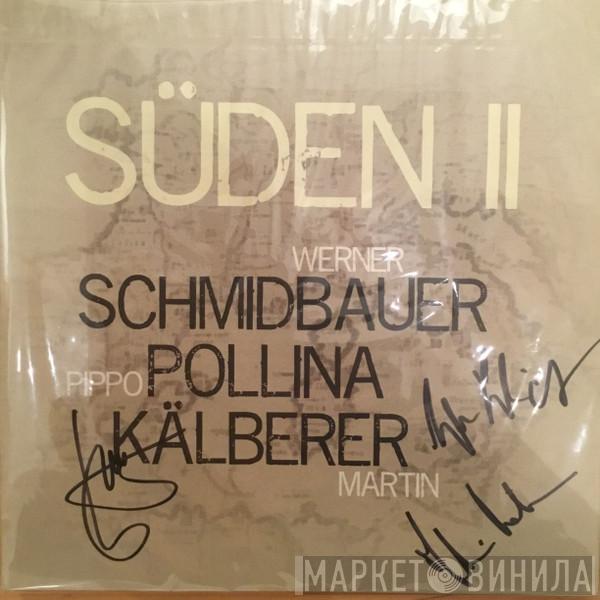 SÜDEN II
WERNER
SCHMIDBAUER
PIPPO POLLINA
KÄLBERER
MARTIN
МАРКЕТ ВИНИЛА